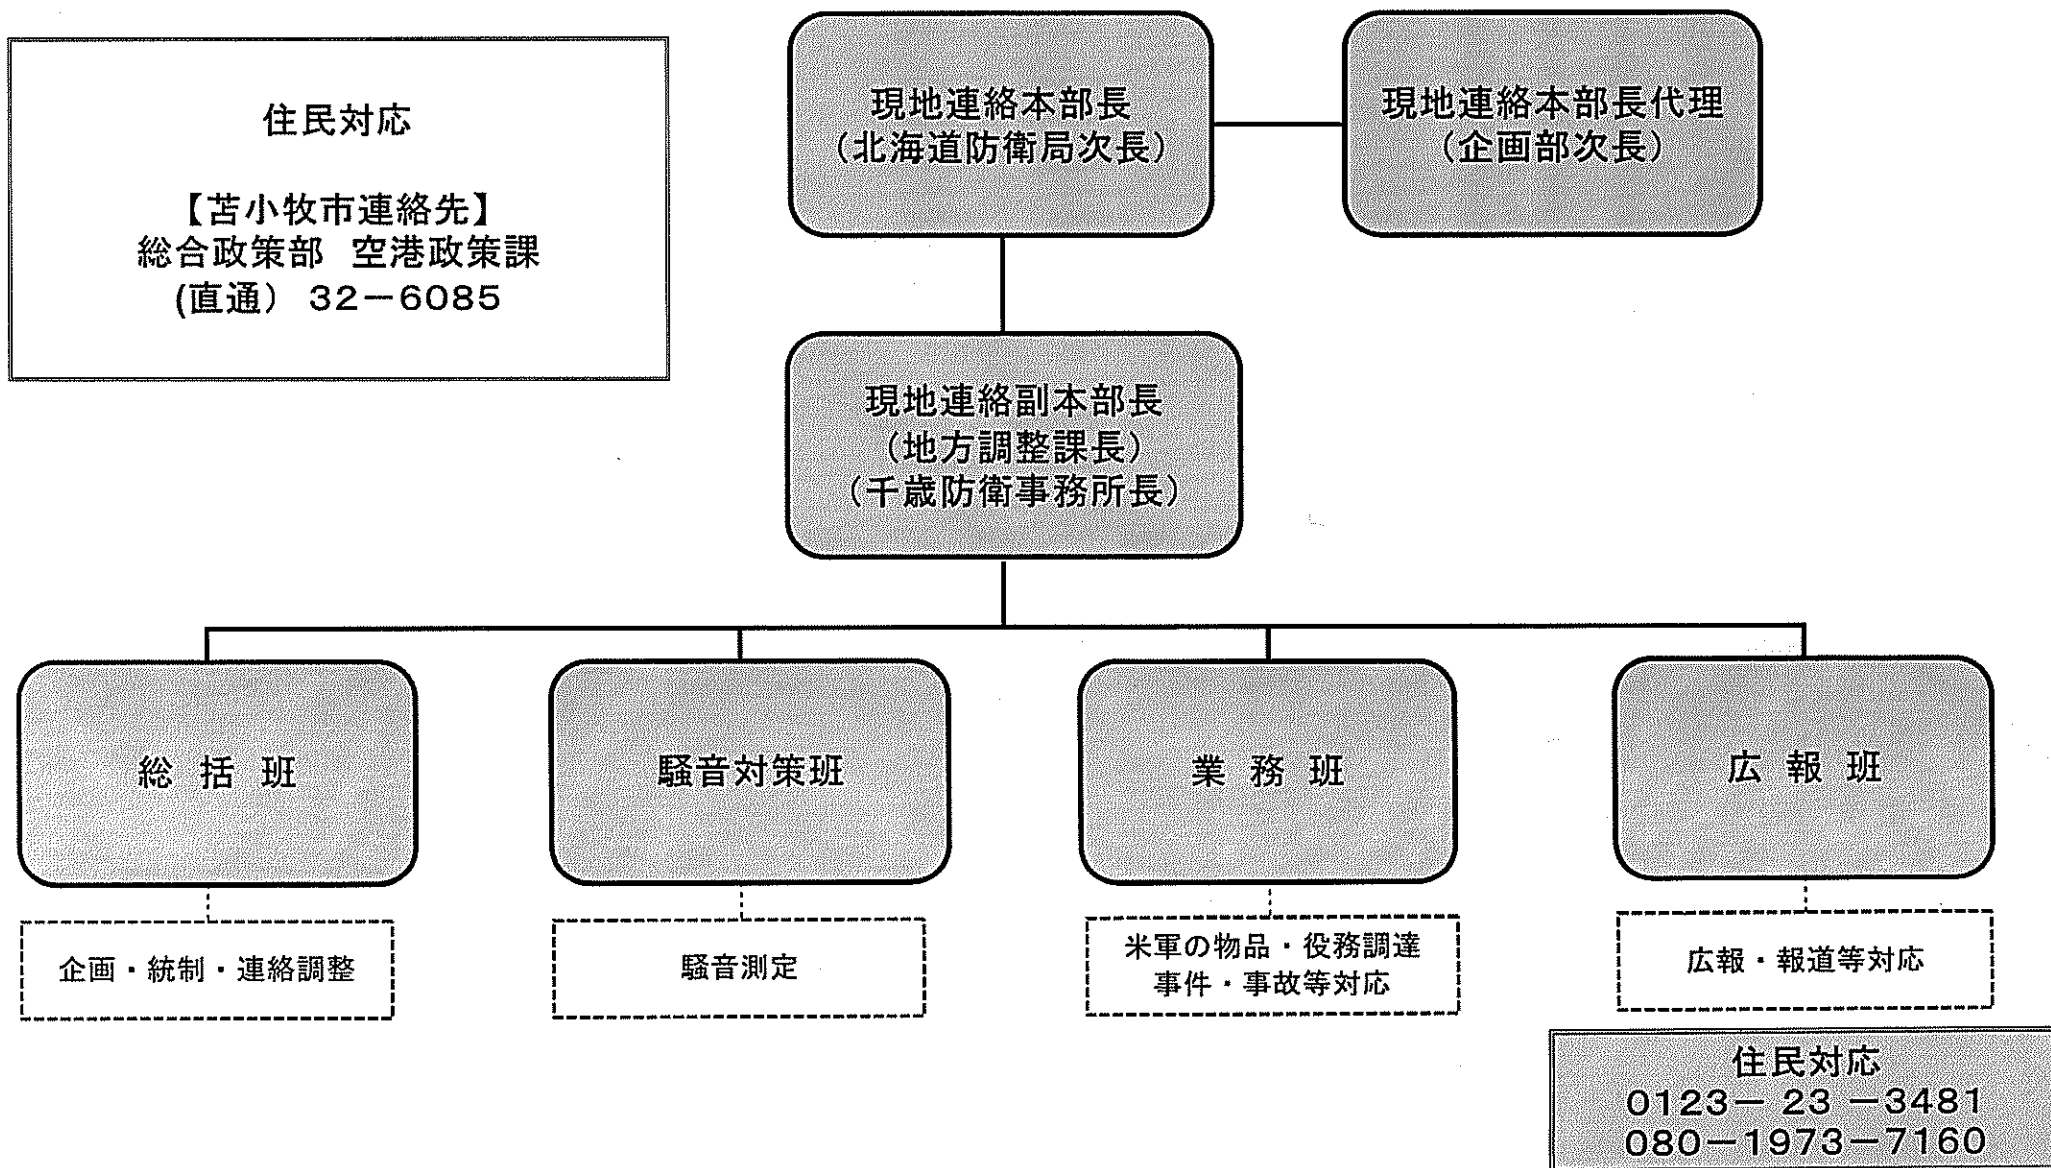 住民対応
【苫小牧市連絡先】
総合政策部 空港政策課
(直通) 32-6085
現地連絡本部長
(北海道防衛局次長)
現地連絡本部長代理
(企画部次長)
現地連絡副本部長
(地方調整課長)
(千歳防衛事務所長)
総 括 班
騒音対策班
業 務 班
広 報 班
企画・統制・連絡調整
騒音測定
米軍の物品・役務調達
事件・事故等対応
広報・報道等対応
住民対応
0123- 23 -3481
080-1973-7160